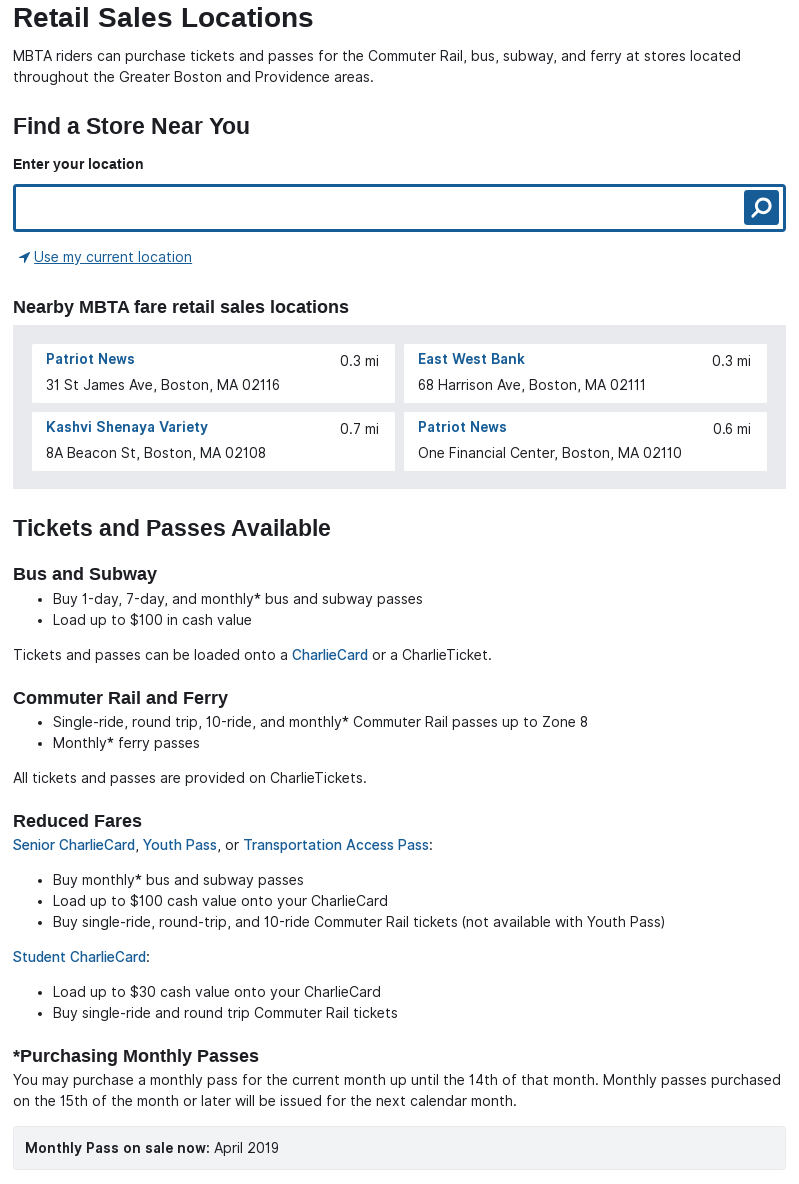 Retail Sales Locations
MBTA riders can purchase tickets and passes for the Commuter Rail, bus, subway, and ferry at stores located
throughout the Greater Boston and Providence areas.
Find a Store Near You
Enter your location
Use my current location
Nearby MBTA fare retail sales locations
Patriot News 0.3 mi
31 St James Ave, Boston, MA 02116
East West Bank 0.3 mi
68 Harrison Ave, Boston, MA 02111
Kashvi Shenaya Variety 0.7 mi
8A Beacon St, Boston, MA 02108
Patriot News 0.6 mi
One Financial Center, Boston, MA 02110
Tickets and Passes Available
Bus and Subway
• Buy 1-day, 7-day, and monthly* bus and subway passes
• Load up to $100 in cash value
Tickets and passes can be loaded onto a CharlieCard or a CharlieTicket.
Commuter Rail and Ferry
• Single-ride, round trip, 10-ride, and monthly* Commuter Rail passes up to Zone 8
• Monthly* ferry passes
All tickets and passes are provided on CharlieTickets.
Reduced Fares
Senior CharlieCard, Youth Pass, or Transportation Access Pass:
• Buy monthly* bus and subway passes
• Load up to $100 cash value onto your CharlieCard
• Buy single-ride, round-trip, and 10-ride Commuter Rail tickets (not available with Youth Pass)
Student CharlieCard:
• Load up to $30 cash value onto your CharlieCard
• Buy single-ride and round trip Commuter Rail tickets
*Purchasing Monthly Passes
You may purchase a monthly pass for the current month up until the 14th of that month. Monthly passes purchased
on the 15th of the month or later will be issued for the next calendar month.
Monthly Pass on sale now: April 2019